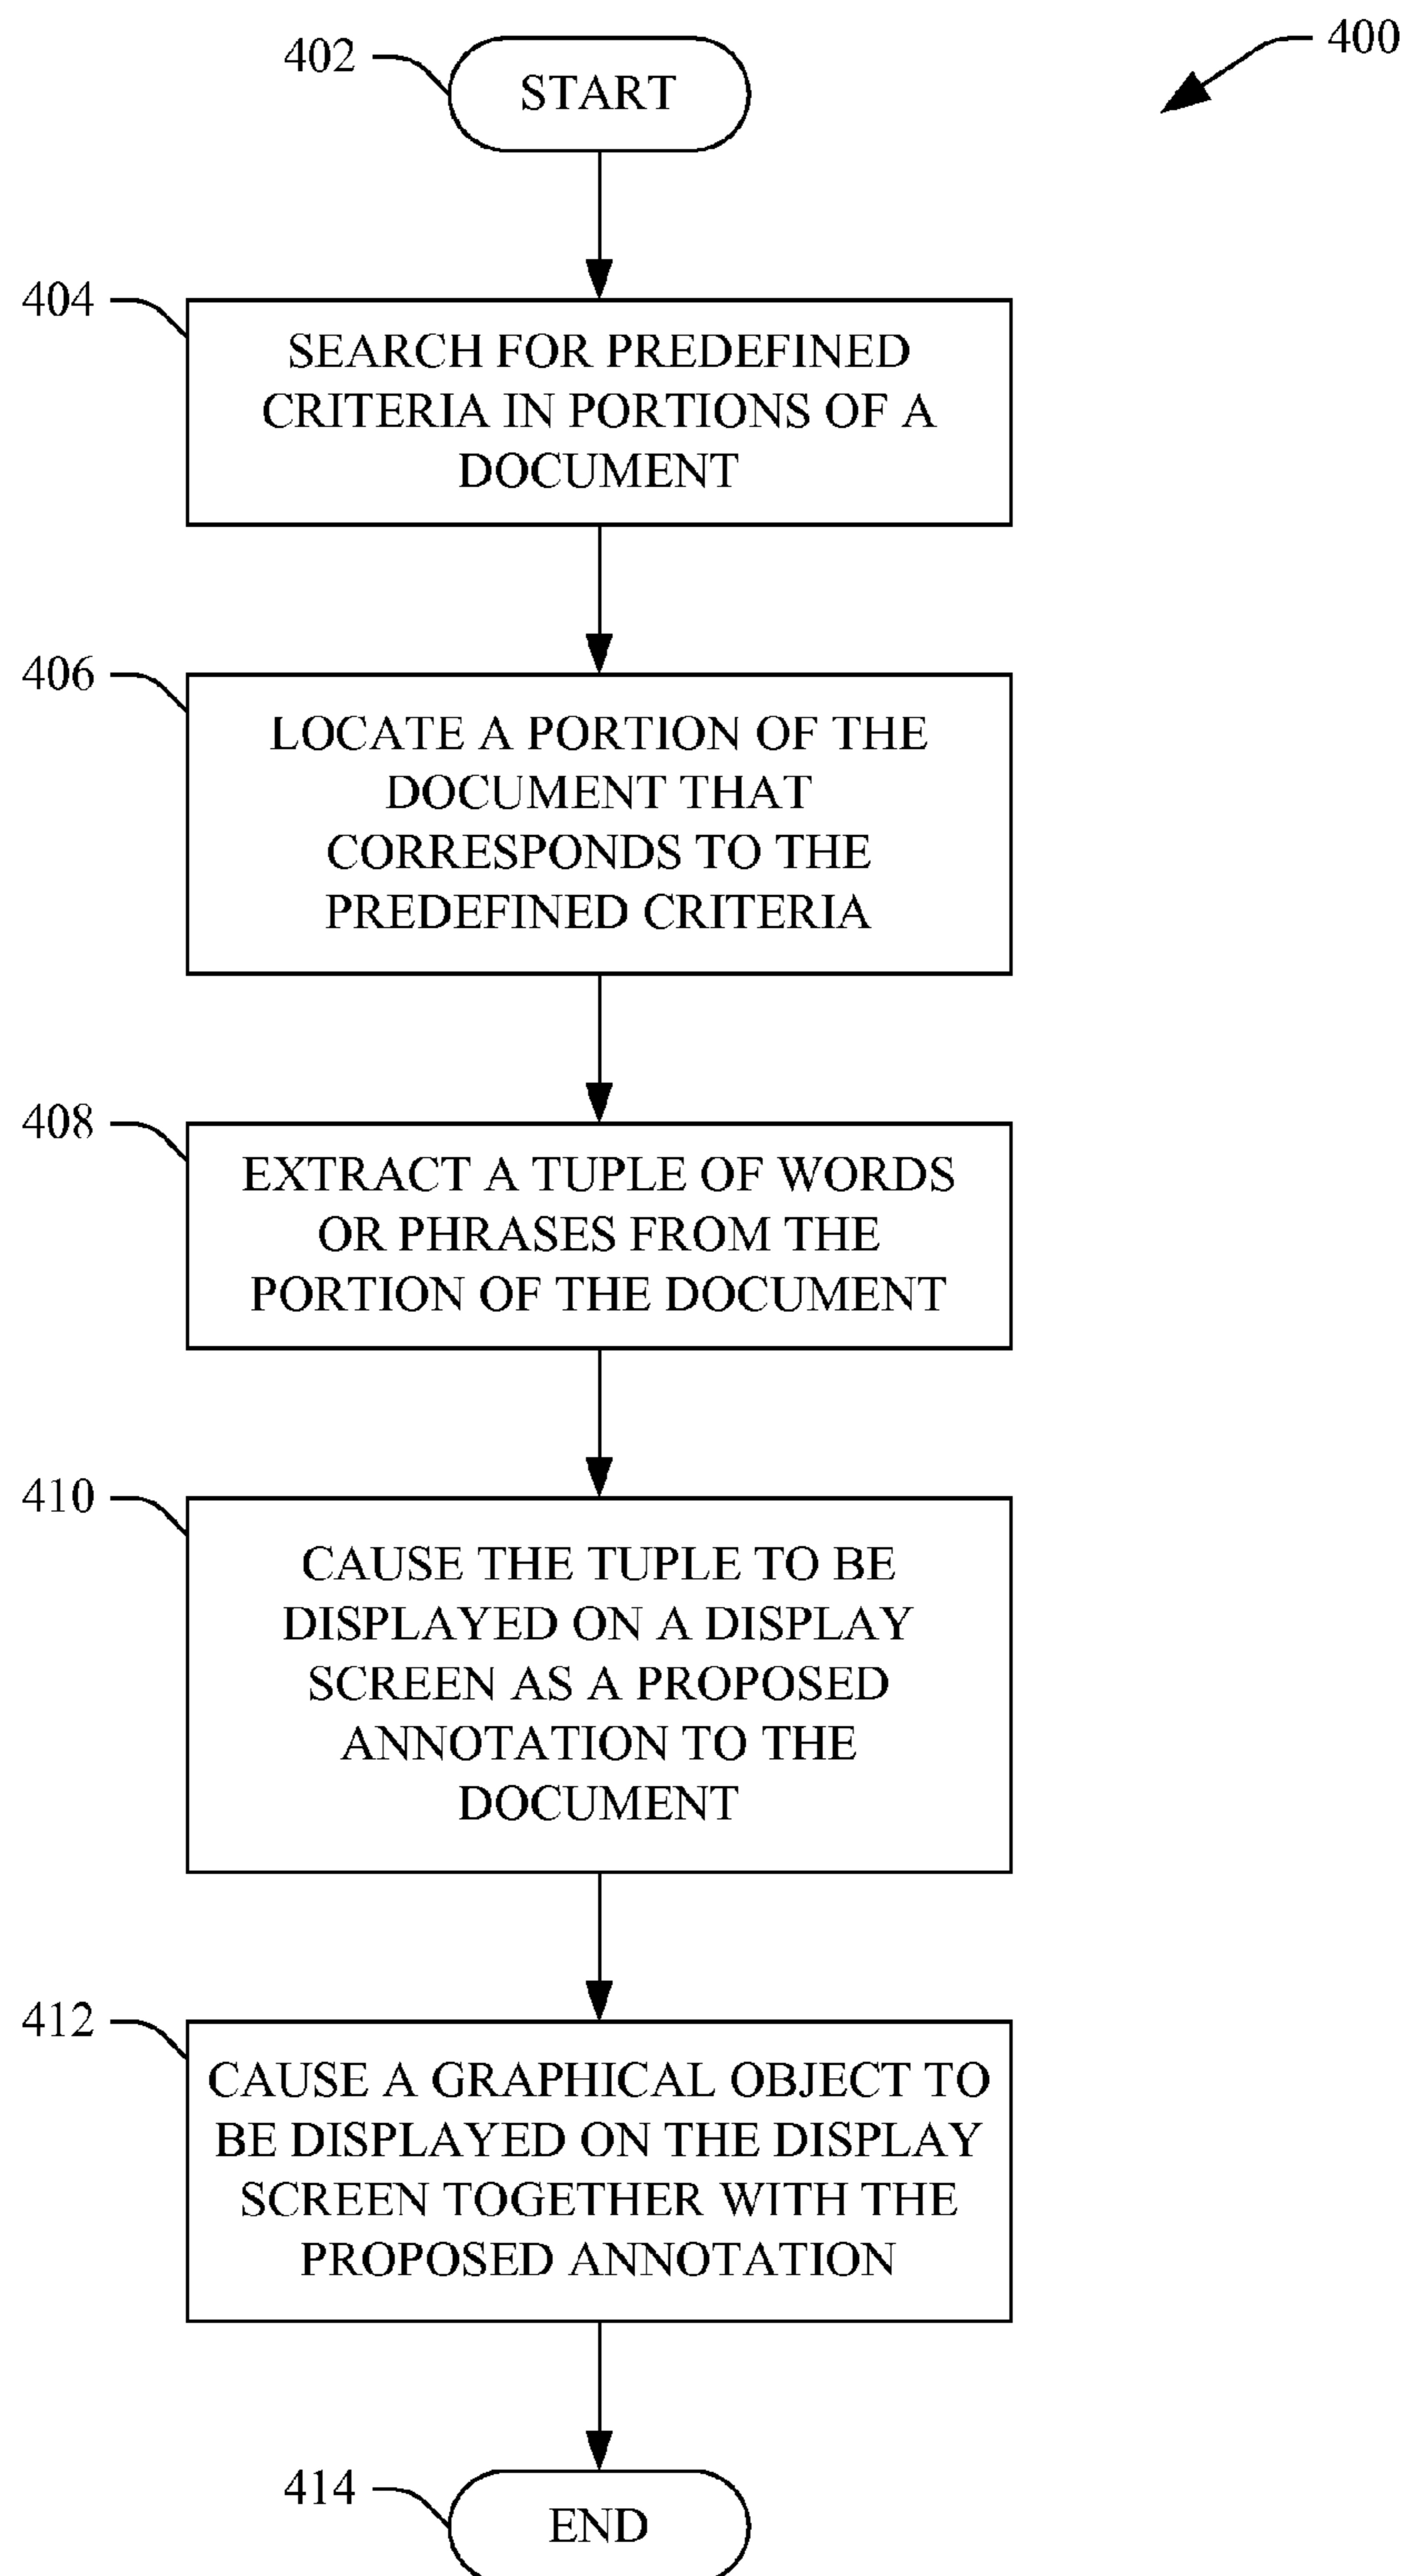 400
402
START
404
SEARCH FOR PREDEFINED
CRITERIA IN PORTIONS OF A
DOCUMENT
406
LOCATE A PORTION OF THE
DOCUMENT THAT
CORRESPONDS TO THE
PREDEFINED CRITERIA
408
EXTRACT A TUPLE OF WORDS
OR PHRASES FROM THE
PORTION OF THE DOCUMENT
410
CAUSE THE TUPLE TO BE
DISPLAYED ON A DISPLAY
SCREEN AS A PROPOSED
ANNOTATION TO THE
DOCUMENT
412
CAUSE A GRAPHICAL OBJECT TO
BE DISPLAYED ON THE DISPLAY
SCREEN TOGETHER WITH THE
PROPOSED ANNOTATION
414
END